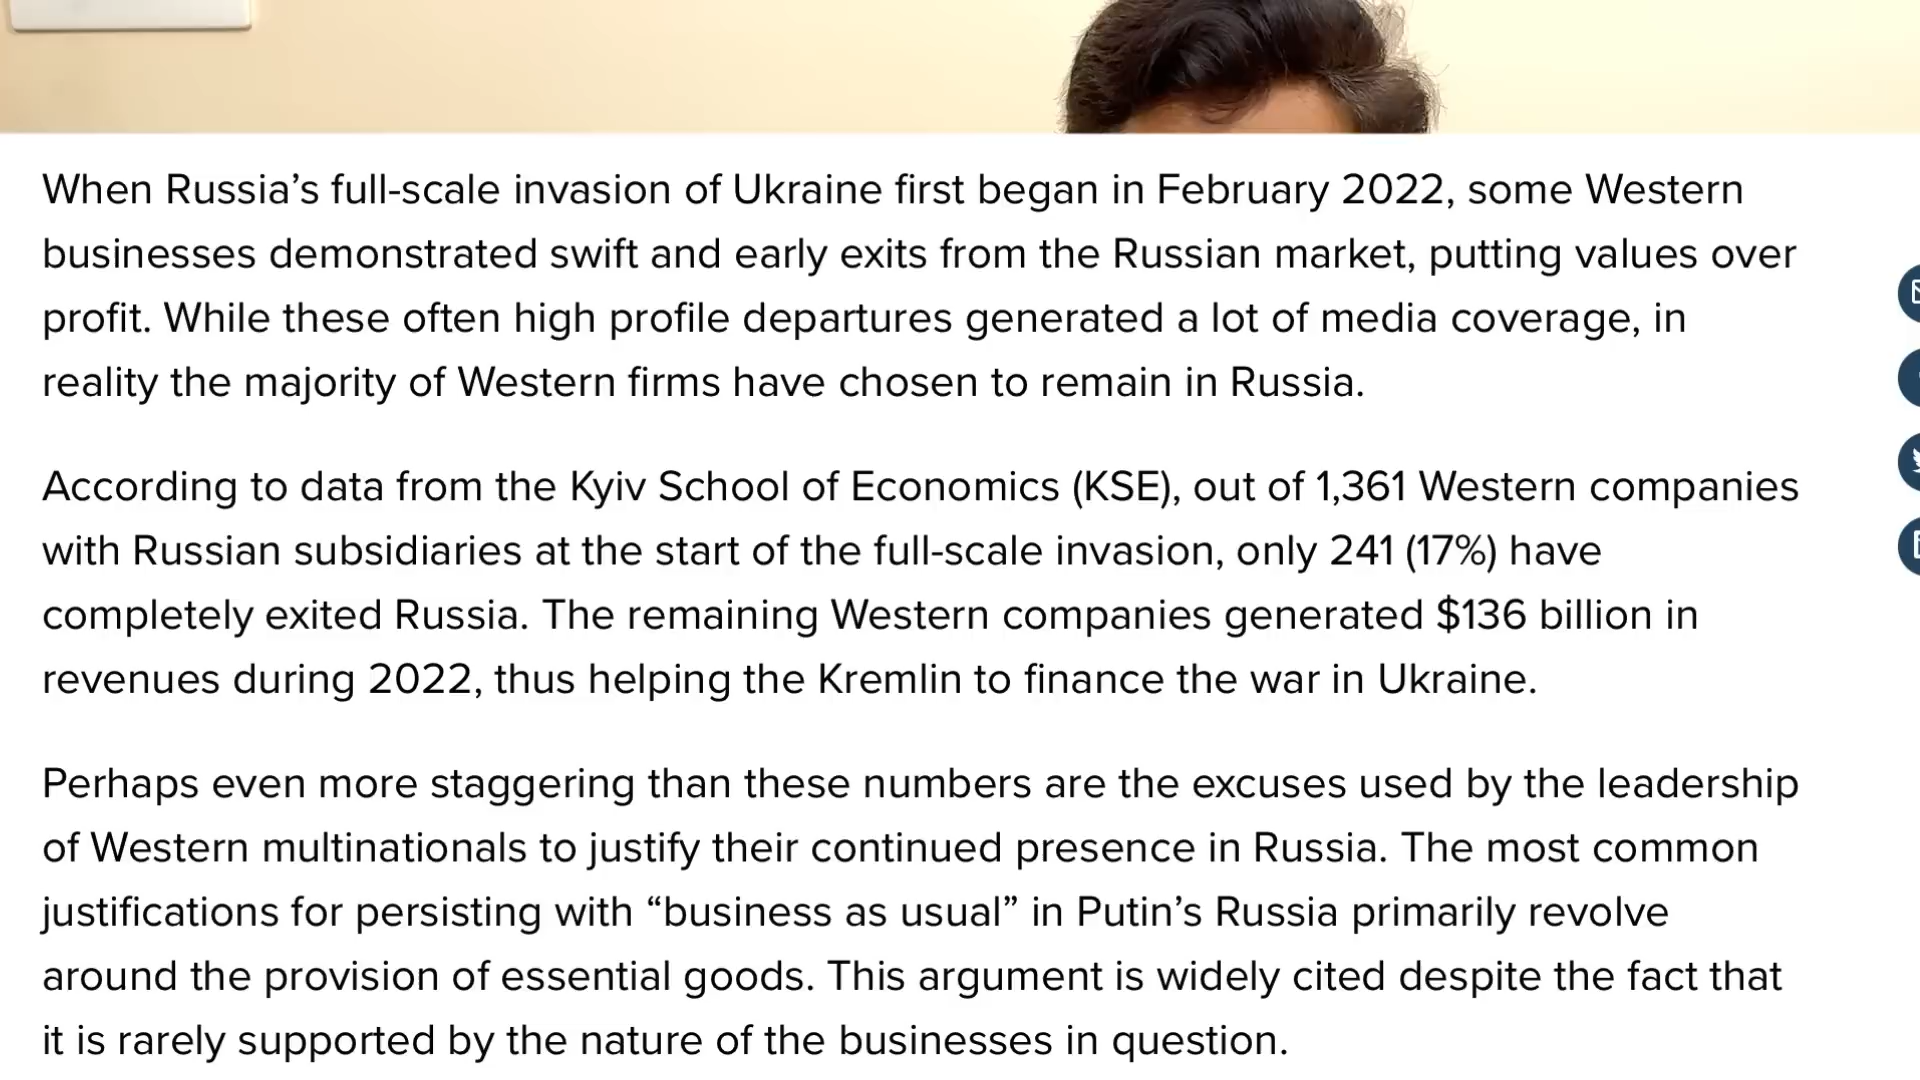 When Russia’s full-scale invasion of Ukraine first began in February 2022, some Western
businesses demonstrated swift and early exits from the Russian market, putting values over
profit. While these often high profile departures generated a lot of media coverage, in
reality the majority of Western firms have chosen to remain in Russia.
According to data from the Kyiv School of Economics (KSE), out of 1,361 Western companies
with Russian subsidiaries at the start of the full-scale invasion, only 241 (17%) have
completely exited Russia. The remaining Western companies generated $136 billion in
revenues during 2022, thus helping the Kremlin to finance the war in Ukraine.
Perhaps even more staggering than these numbers are the excuses used by the leadership
of Western multinationals to justify their continued presence in Russia. The most common
justifications for persisting with “business as usual” in Putin’s Russia primarily revolve
around the provision of essential goods. This argument is widely cited despite the fact that
it is rarely supported by the nature of the businesses in question.